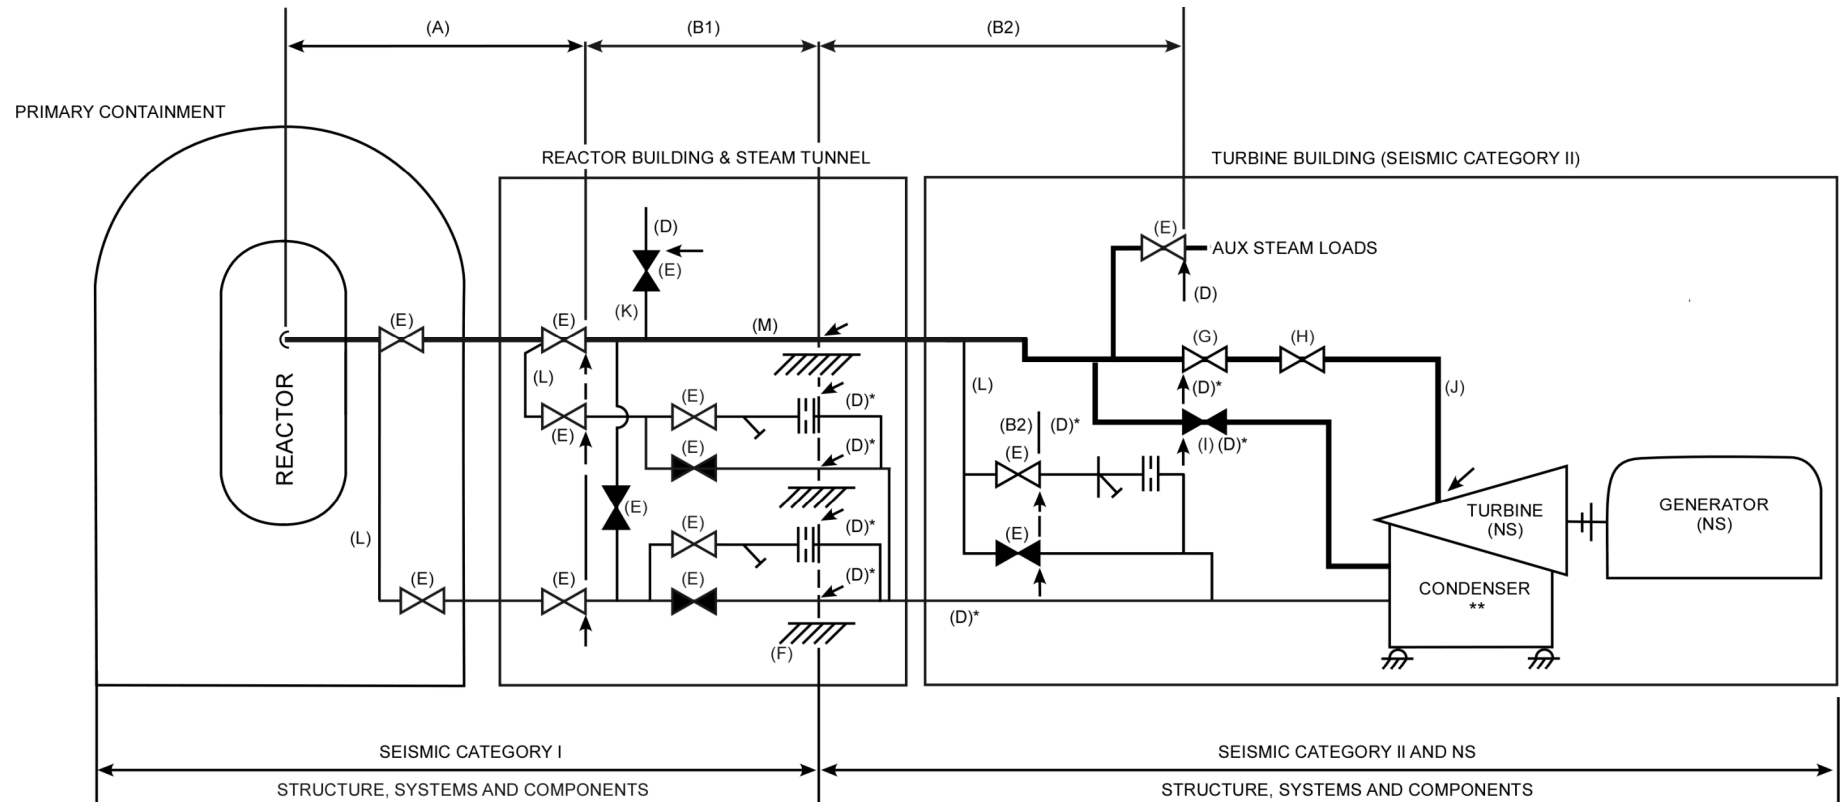 (A)
(B1)
(B2)
PRIMARY CONTAINMENT
REACTOR BUILDING & STEAM TUNNEL
TURBINE BUILDING (SEISMIC CATEGORY II)
(D)
(E)
(E)
AUX STEAM LOADS
(D)
(K)
(E)
(E)
(M)
(G)
(H)
(D)*
(L)
(E)
(E)
(D)*
(L)
(J)
REACTOR
(B2)
(D)*
(I) (D)*
(E)
(D)*
(E)
(E)
(D)*
(E)
(E)
TURBINE
(NS)
GENERATOR
(NS)
(L)
(E)
(E)
(D)*
(D)*
CONDENSER
**
(F)
SEISMIC CATEGORY I
STRUCTURE, SYSTEMS AND COMPONENTS
SEISMIC CATEGORY II AND NS
STRUCTURE, SYSTEMS AND COMPONENTS